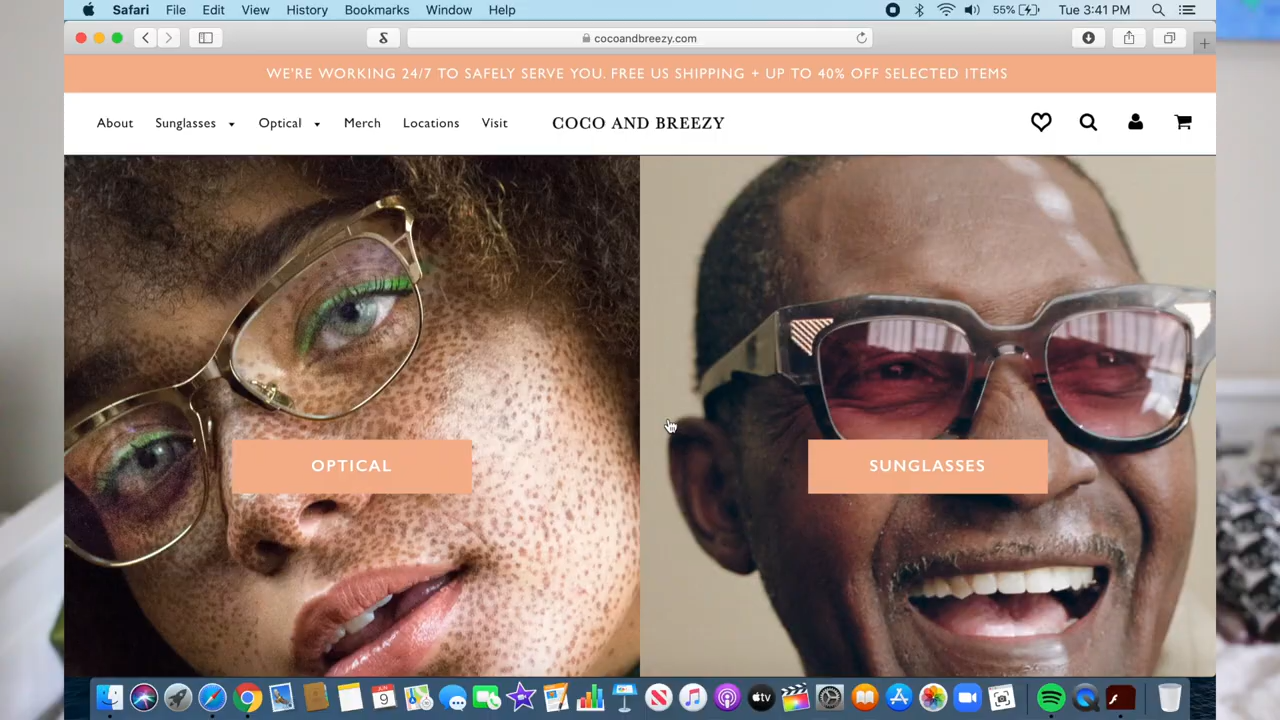 Safari File Edit View History Bookmarks Window Help 55% Tue 3:41 PM
cocoandbreezy.com
WE'RE WORKING 24/7 TO SAFELY SERVE YOU. FREE US SHIPPING + UP TO 40% OFF SELECTED ITEMS
About Sunglasses Optical Merch Locations Visit COCO AND BREEZY
OPTICAL SUNGLASSES
9
tv